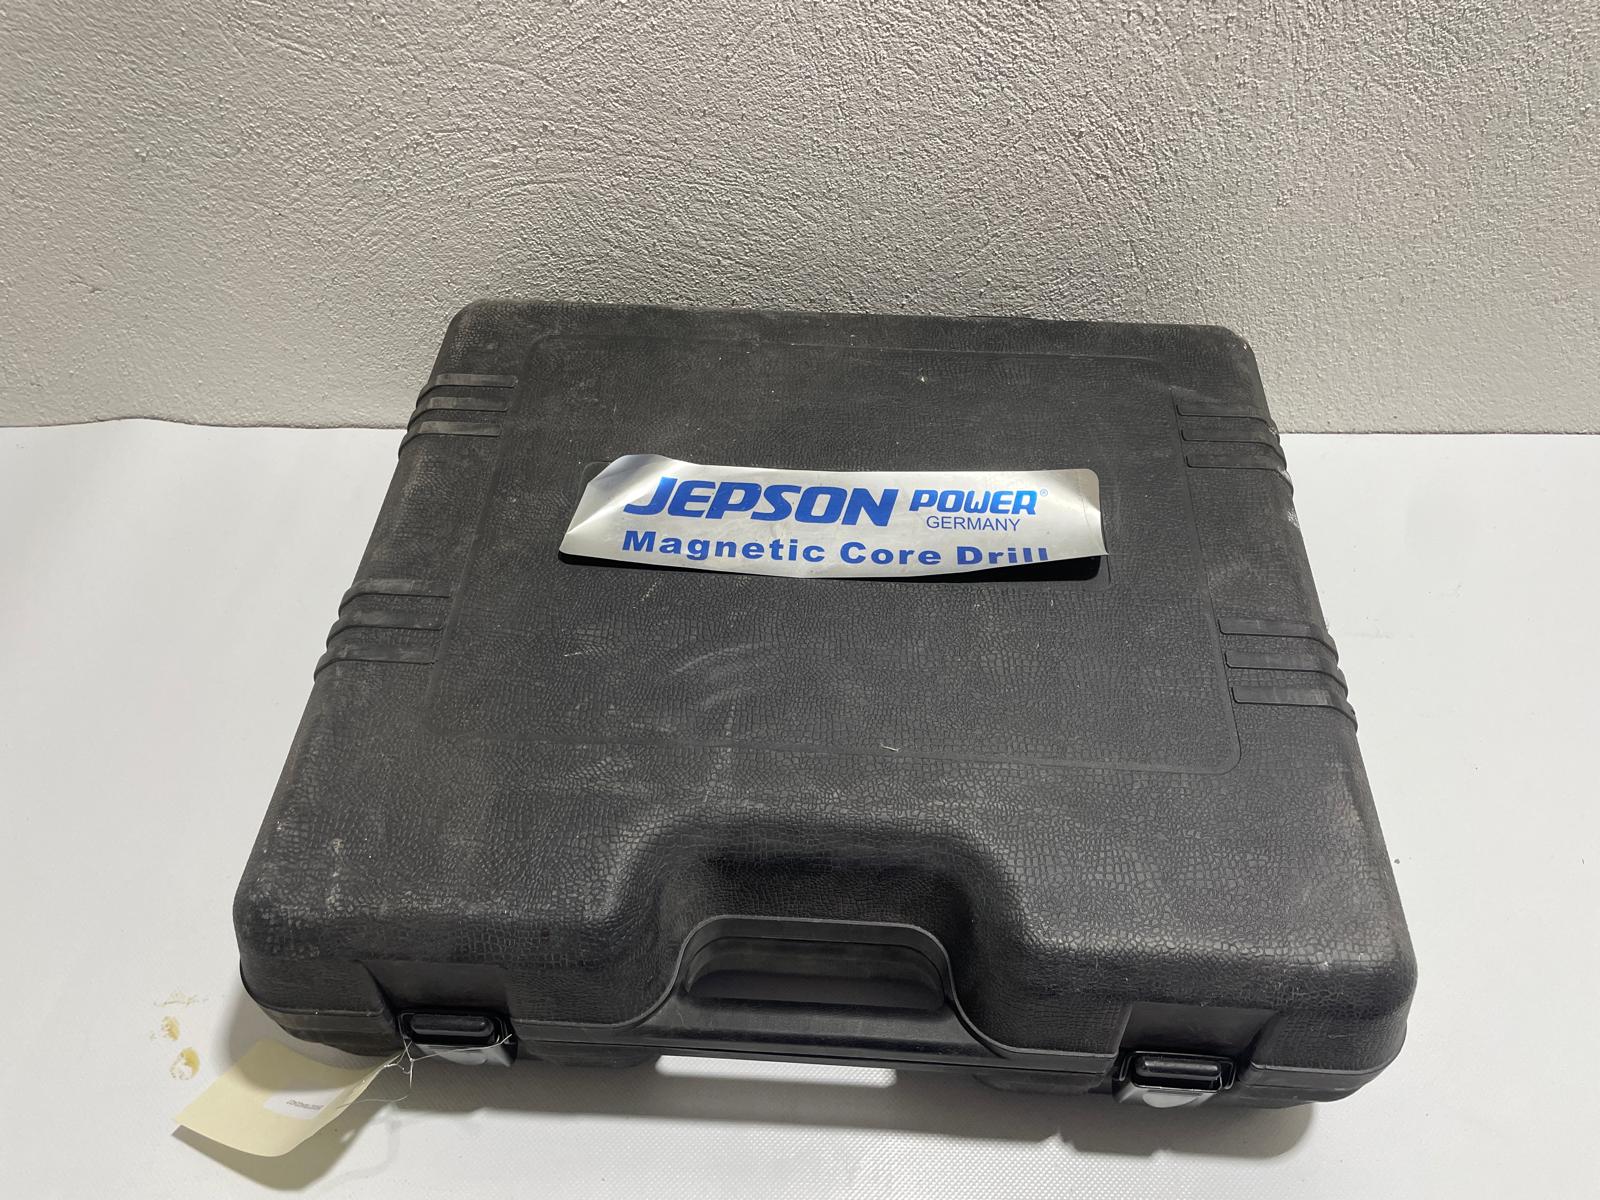 JEPSON POWER®
GERMANY
Magnetic Core Drill